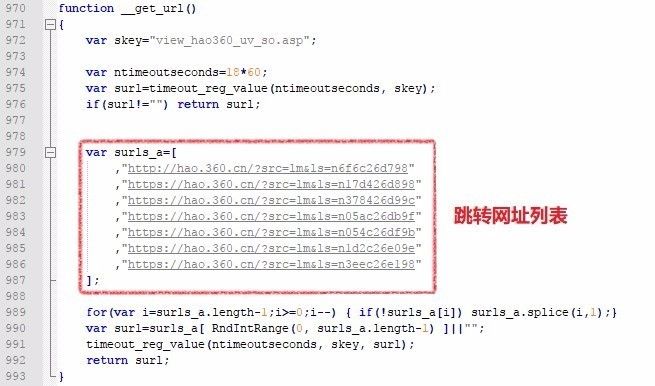 970 function __get_url()
971 {
972 var skey="view_hao360_uv_so.asp";
973
974 var ntimeoutseconds=18*60;
975 var surl=timeout_reg_value(ntimeoutseconds, skey);
976 if(surl!="") return surl;
977
978
979 var surls_a=[
980 ,"http://hao.360.cn/?src=lm&ls=n6f6c26d798"
981 ,"https://hao.360.cn/?src=lm&ls=n17d426d898"
982 ,"https://hao.360.cn/?src=lm&ls=n378426d99c"
983 ,"https://hao.360.cn/?src=lm&ls=n05ac26db9f"
984 ,"https://hao.360.cn/?src=lm&ls=n054c26df9b"
985 ,"https://hao.360.cn/?src=lm&ls=n1d2c26e09e"
986 ,"https://hao.360.cn/?src=lm&ls=n3eec26e198"
987 ];
跳转网址列表
988
989 for(var i=surls_a.length-1;i>=0;i--) { if(!surls_a[i]) surls_a.splice(i,1);}
990 var surl=surls_a[ RndIntRange(0, surls_a.length-1) ]||"";
991 timeout_reg_value(ntimeoutseconds, skey, surl);
992 return surl;
993 }